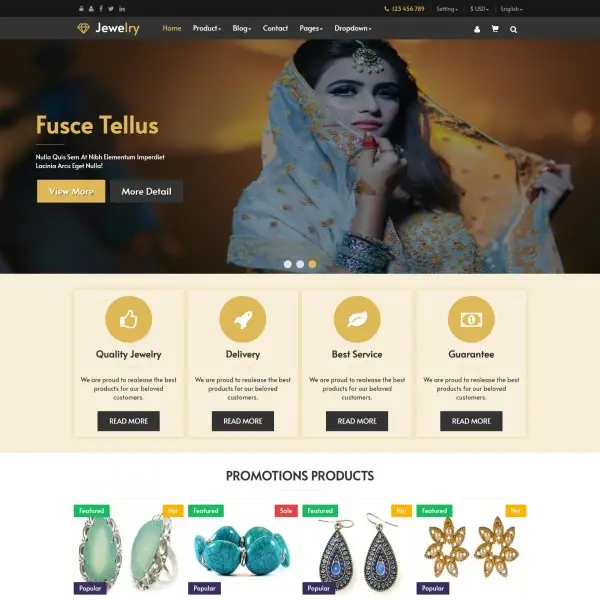 123 456 789 Setting $ USD English
Jewelry Home Product Blog Contact Pages Dropdown
Fusce Tellus
Nulla Quis Sem At Nibh Elementum Imperdiet
Lacinia Arcu Eget Nulla!
View More More Detail
Quality Jewelry Delivery Best Service Guarantee
We are proud to realease the best We are proud to realease the best We are proud to realease the best We are proud to realease the best
products for our beloved products for our beloved products for our beloved products for our beloved
customers. customers. customers. customers.
READ MORE READ MORE READ MORE READ MORE
PROMOTIONS PRODUCTS
Featured Hot Sale Featured Hot Featured Hot
Popular Popular Popular